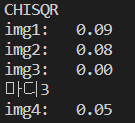 CHISQR
img1:   0.09
img2:   0.08
img3:   0.00
마디3
img4:   0.05